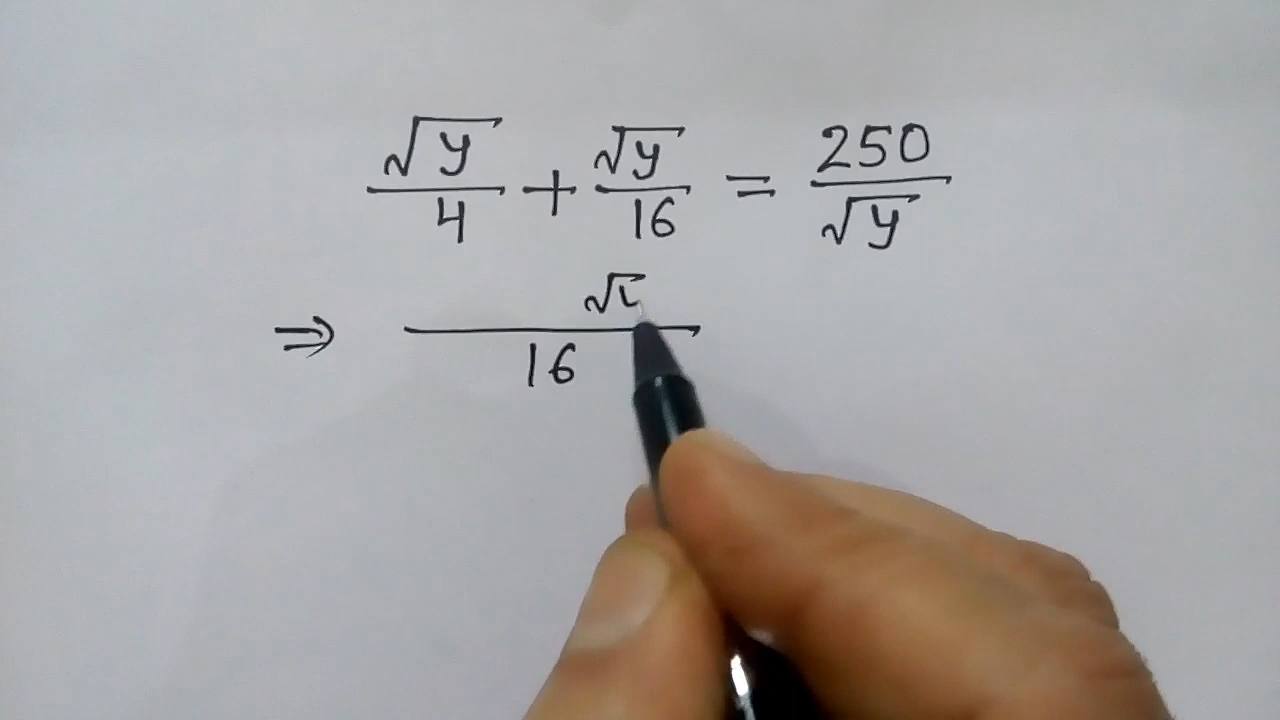 √y/4 + √y/16 = 250/√y
⇒ √ /16